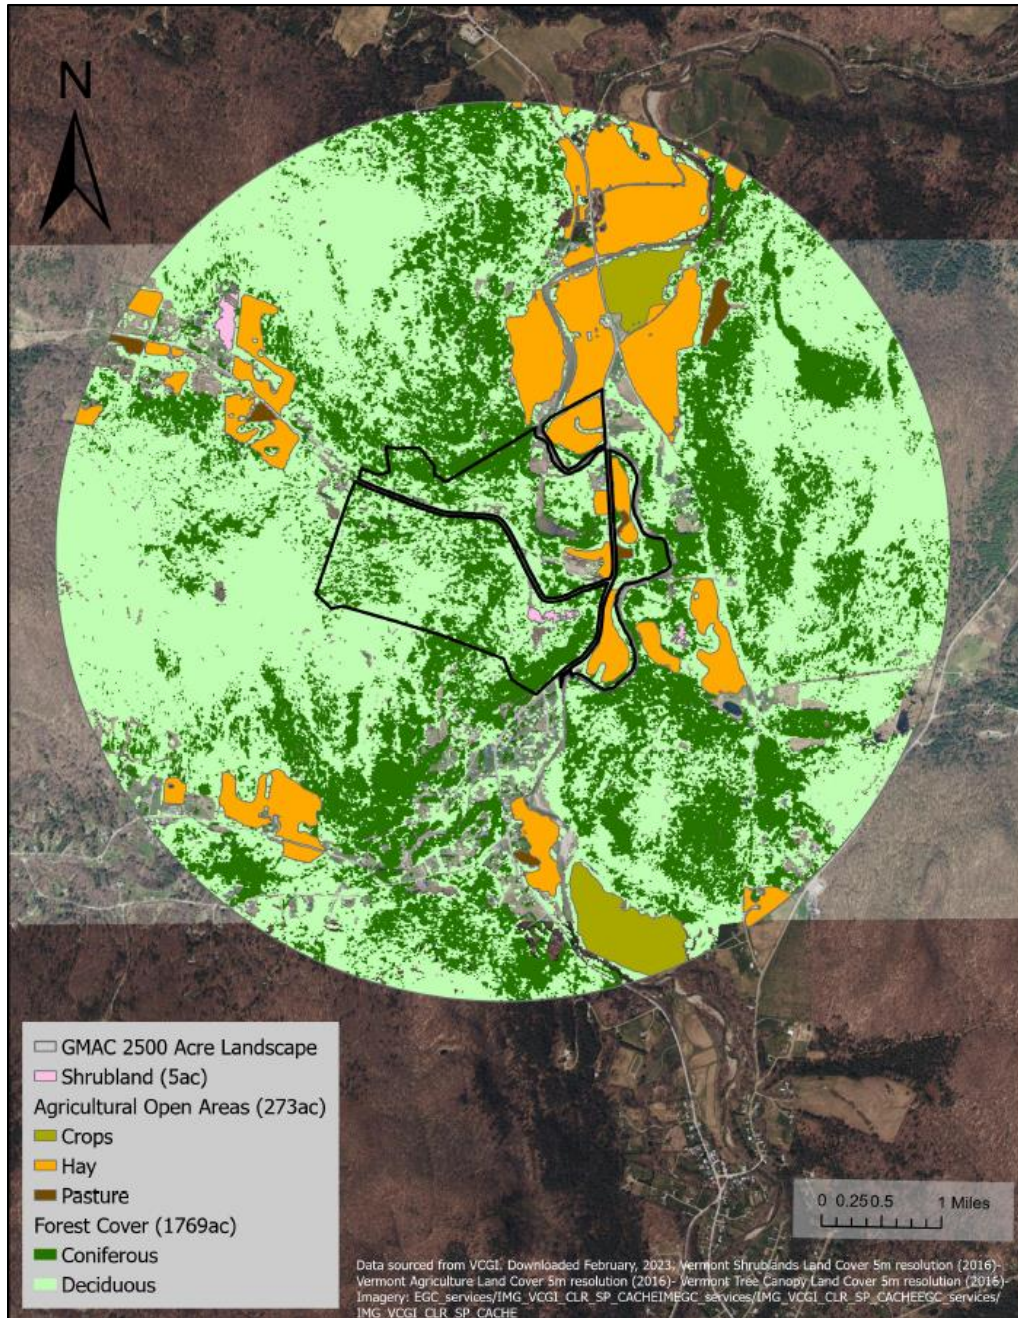 N
GMAC 2500 Acre Landscape
Shrubland (5ac)
Agricultural Open Areas (273ac)
Crops
Hay
Pasture
Forest Cover (1769ac)
Coniferous
Deciduous
0 0.25 0.5 1 Miles
Data sourced from VCGI. Downloaded February, 2023. Vermont Shrublands Land Cover 5m resolution (2016)-
Vermont Agriculture Land Cover 5m resolution (2016)- Vermont Tree Canopy Land Cover 5m resolution (2016)-
Imagery: EGC_services/IMG_VCGI_CLR_SP_CACHEIMEGC_services/IMG_VCGI_CLR_SP_CACHEEGC_services/
IMG_VCGI_CLR_SP_CACHE